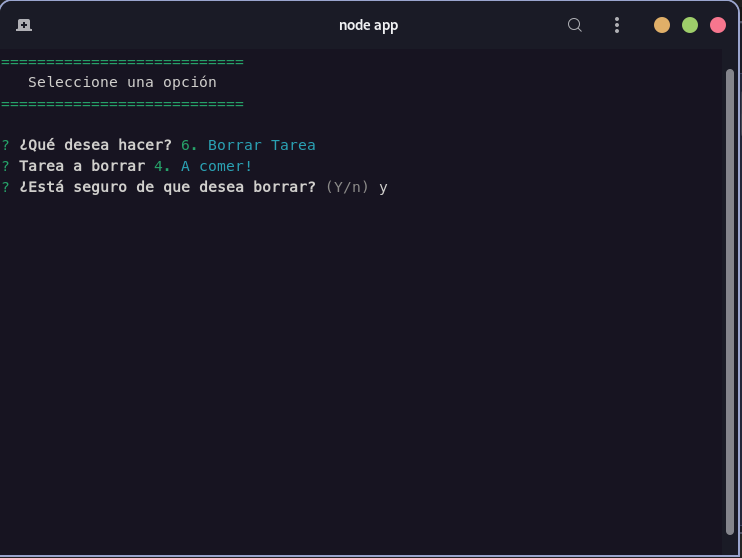 node app
===========================
Seleccione una opción
===========================
? ¿Qué desea hacer? 6. Borrar Tarea
? Tarea a borrar 4. A comer!
? ¿Está seguro de que desea borrar? (Y/n) y